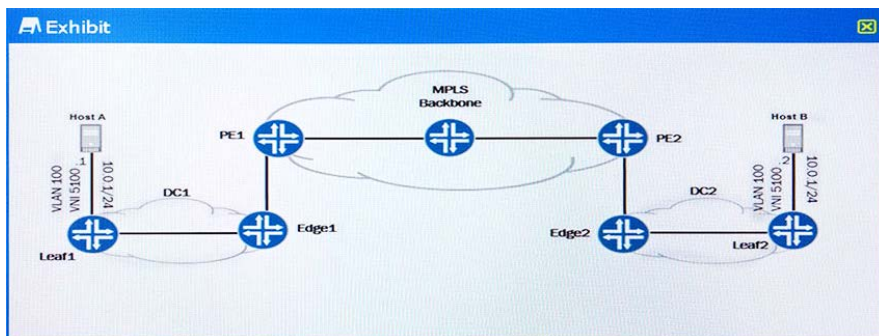 Exhibit
MPLS
Backbone
Host A
Host B
PE1
PE2
.1
10.0.1/24
VLAN 100
VNI 5100
VLAN 100
VNI 5100
.2
10.0.1/24
DC1
DC2
Edge1
Edge2
Leaf1
Leaf2